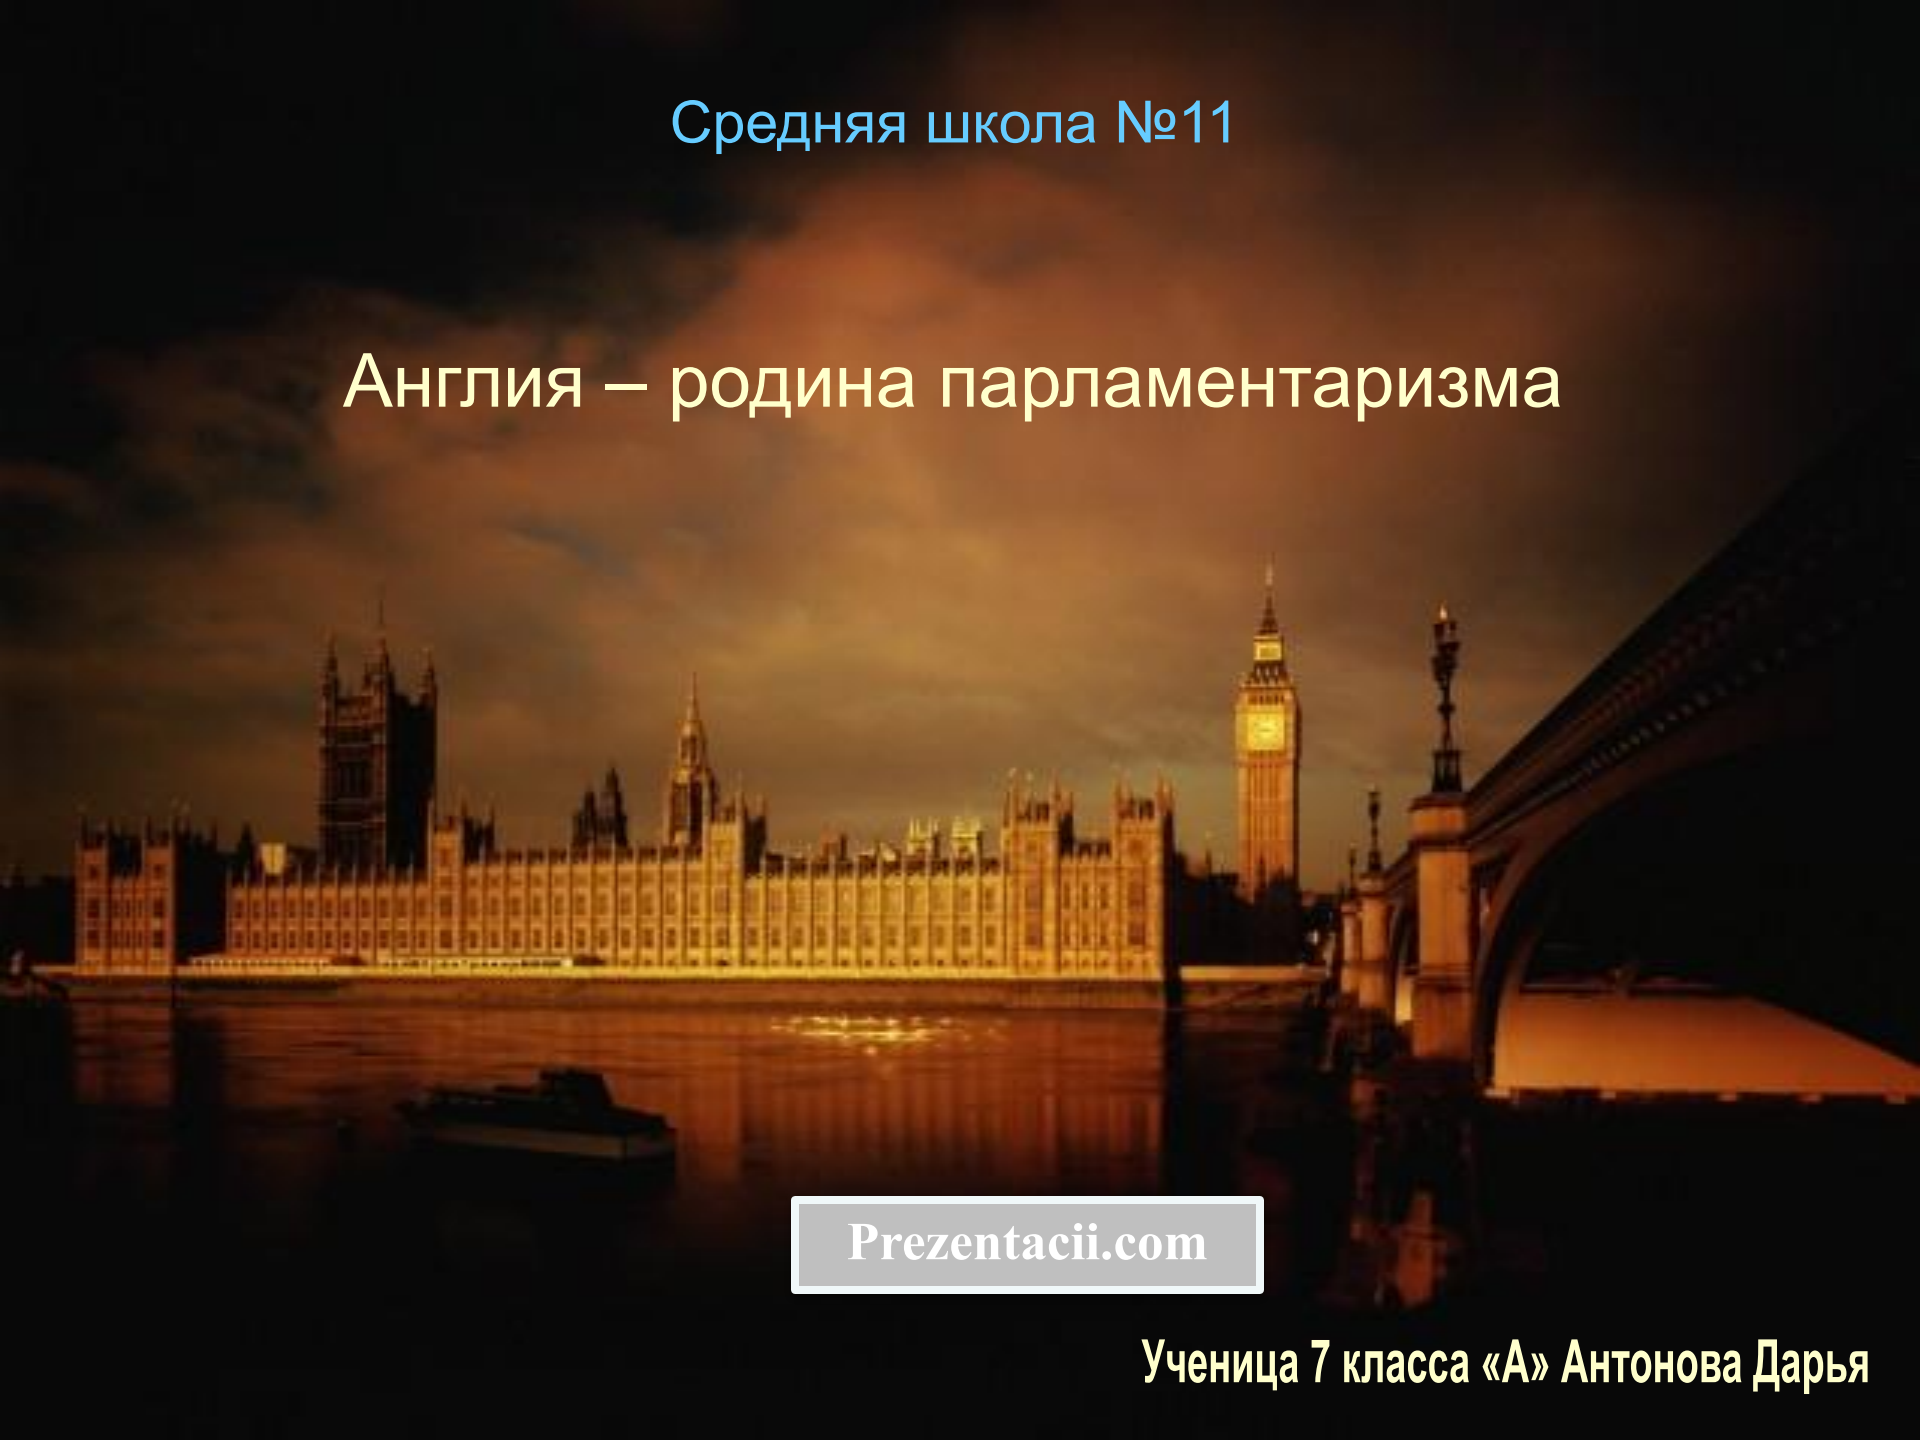 Средняя школа №11
Англия – родина парламентаризма
Prezentacii.com
Ученица 7 класса «А» Антонова Дарья